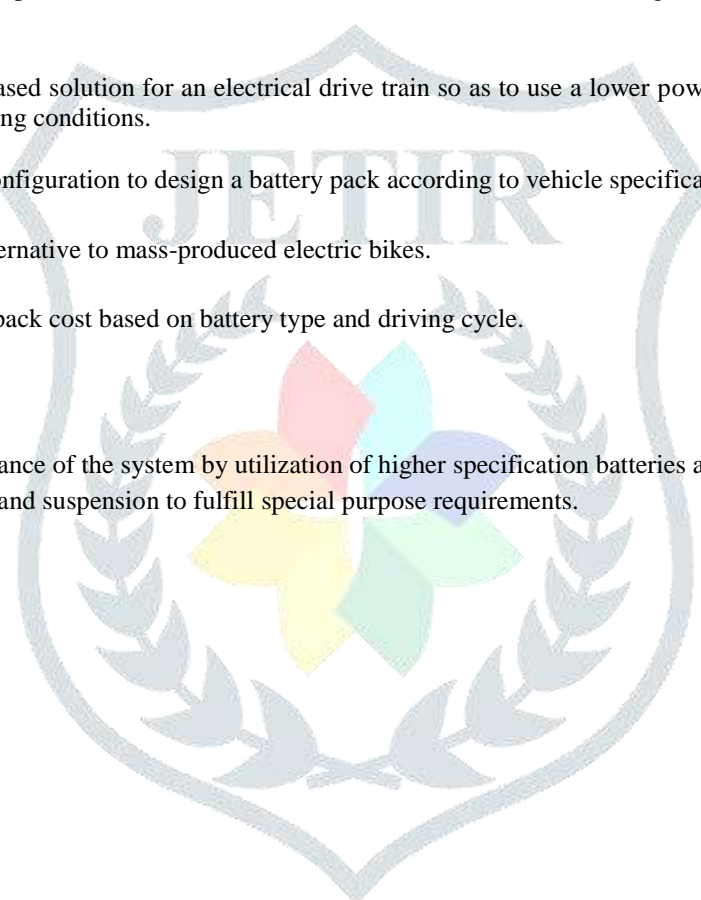 ased solution for an electrical drive train so as to use a lower pow
ng conditions.
onfiguration to design a battery pack according to vehicle specifica
JETIR
ernative to mass-produced electric bikes.
pack cost based on battery type and driving cycle.
ance of the system by utilization of higher specification batteries a
and suspension to fulfill special purpose requirements.